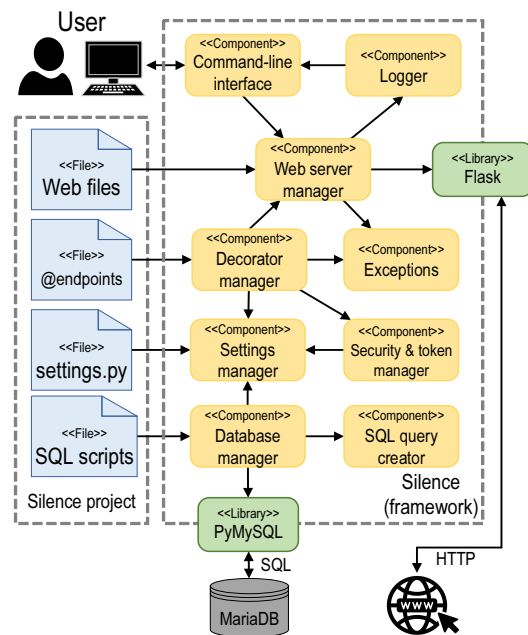 User
<<Component>>
Command-line
interface
<<Component>>
Logger
<<File>>
Web files
<<Component>>
Web server
manager
<<Library>>
Flask
<<File>>
@endpoints
<<Component>>
Decorator
manager
<<Component>>
Exceptions
<<File>>
settings.py
<<Component>>
Settings
manager
<<Component>>
Security & token
manager
<<File>>
SQL scripts
<<Component>>
Database
manager
<<Component>>
SQL query
creator
Silence project
Silence
(framework)
<<Library>>
PyMySQL
SQL
HTTP
MariaDB
WWW